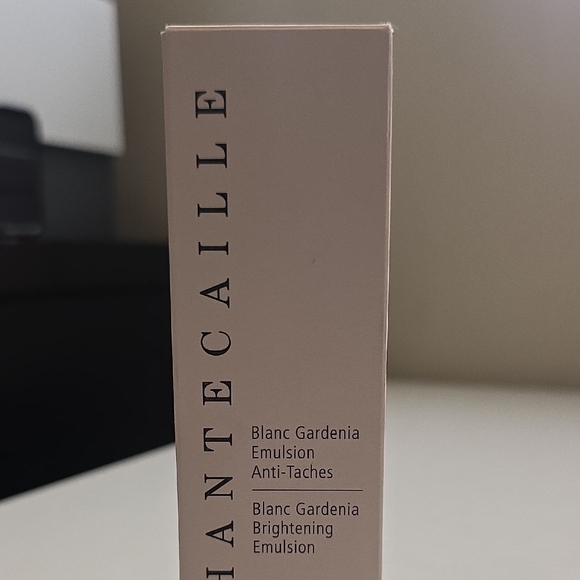 HANTECAILLE
Blanc Gardenia
Emulsion
Anti-Taches
Blanc Gardenia
Brightening
Emulsion